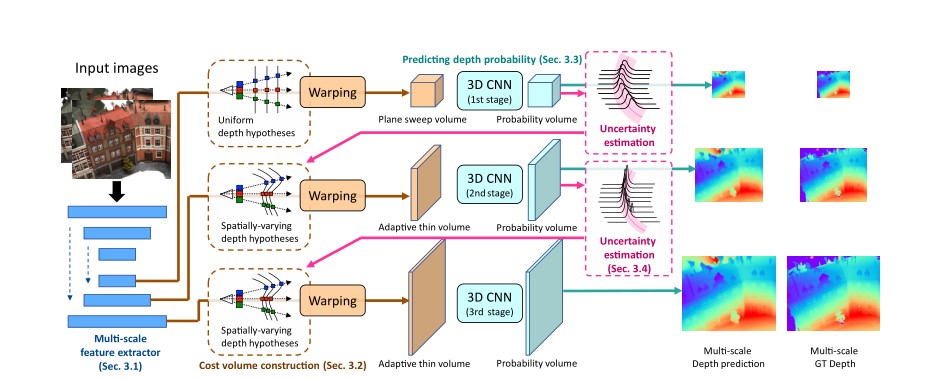 Input images
Multi-scale
feature extractor
(Sec. 3.1)
Uniform
depth hypotheses
Warping
Plane sweep volume
Predicting depth probability (Sec. 3.3)
3D CNN
(1st stage)
Probability volume
Uncertainty
estimation
Spatially-varying
depth hypotheses
Warping
Adaptive thin volume
3D CNN
(2nd stage)
Probability volume
Uncertainty
estimation
(Sec. 3.4)
Spatially-varying
depth hypotheses
Warping
Cost volume construction (Sec. 3.2)
Adaptive thin volume
3D CNN
(3rd stage)
Probability volume
Multi-scale
Depth prediction
Multi-scale
GT Depth